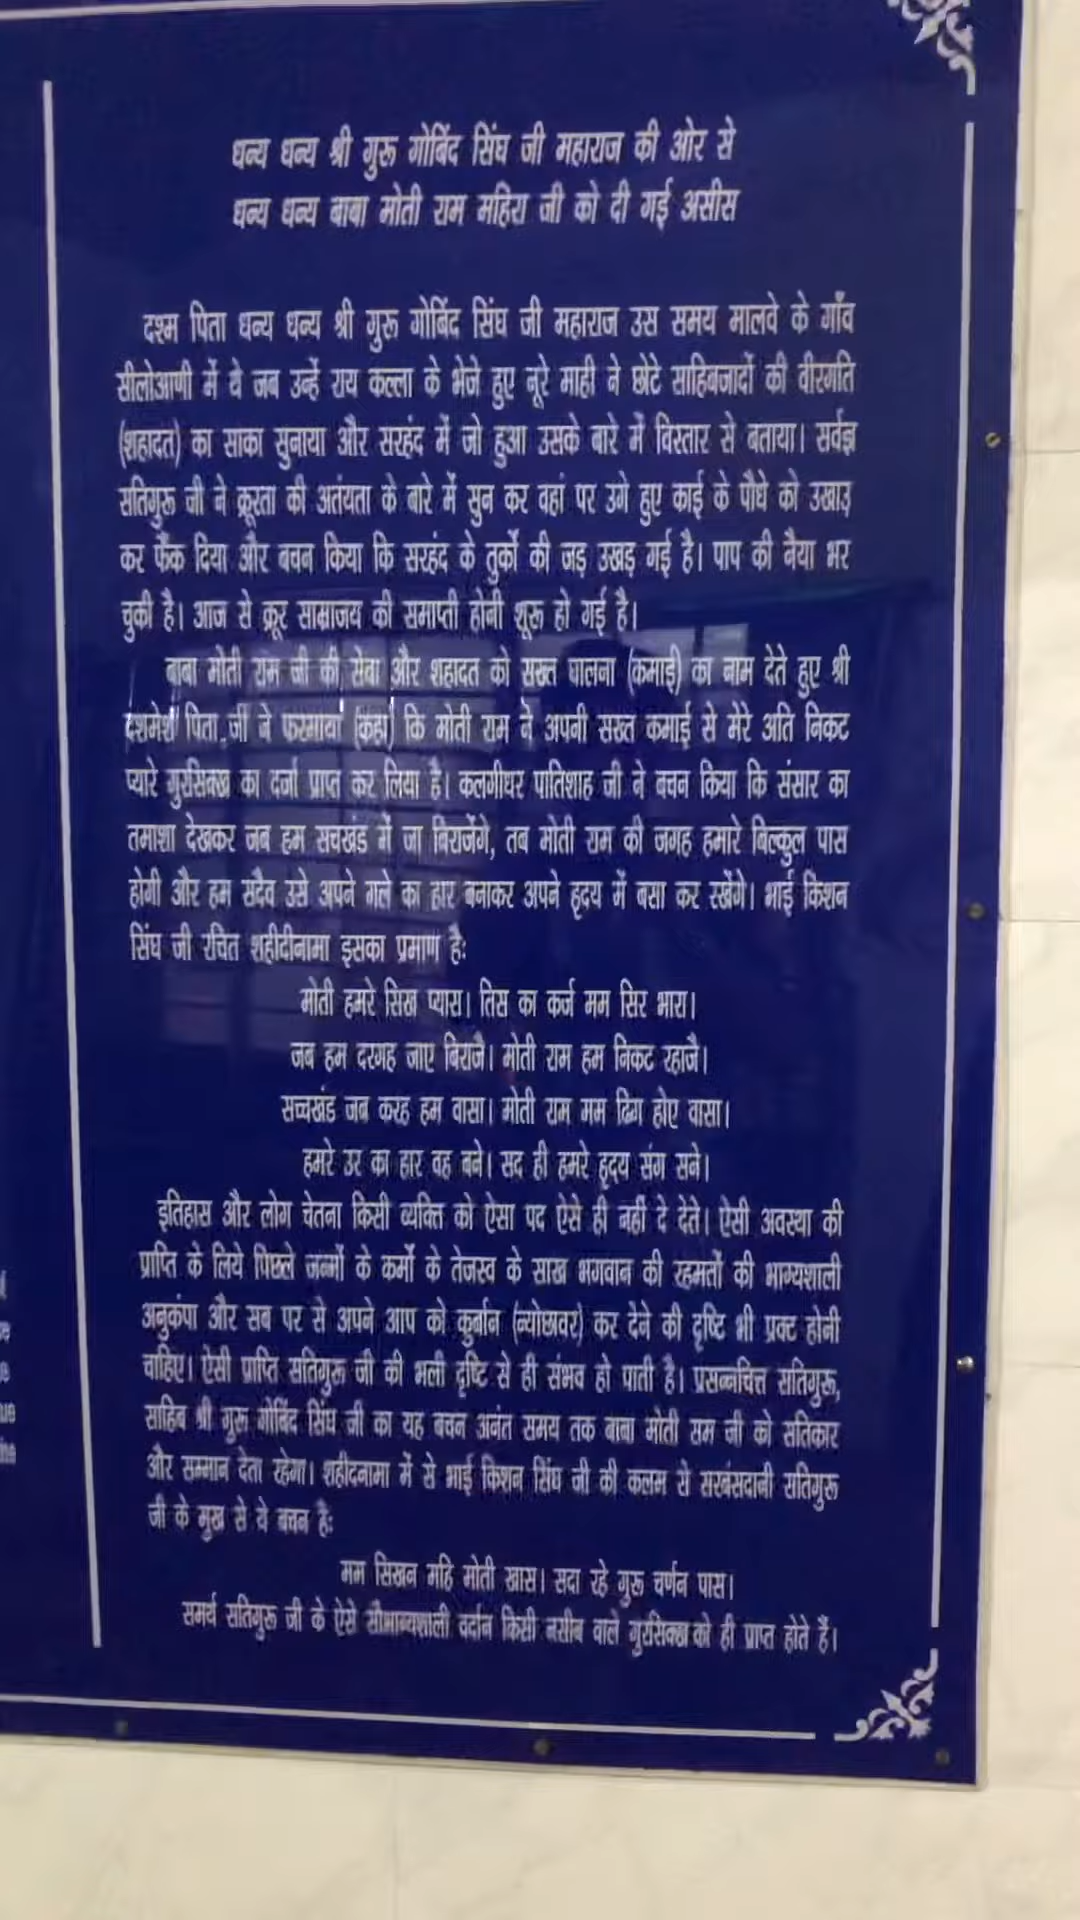 धन्य धन्य श्री गुरू गोबिंद सिंघ जी महाराज की ओर से
धन्य धन्य बाबा मोती राम महिरा जी को दी गई असीस
दश्म पिता धन्य धन्य श्री गुरू गोबिंद सिंघ जी महाराज उस समय मालवे के गाँव
सीलोआणी में थे जब उन्हें राय कल्ला के भेजे हुए नूरे माही ने छोटे साहिबजादों की वीरगति
(शहादत) का साका सुनाया और सरहंद में जो हुआ उसके बारे में विस्तार से बताया। सर्वज्ञ
सतिगुरू जी ने क्रूरता की अतंयता के बारे में सुन कर वहां पर उगे हुए काई के पौधे को उखाड़
कर फैंक दिया और बचन किया कि सरहंद के तुर्कों की जड़ उखड़ गई है। पाप की नैया भर
चुकी है। आज से क्रूर साम्राजय की समाप्ती होनी शुरू हो गई है।
बाबा मोती राम जी की सेवा और शहादत को सख्त घालना (कमाई) का नाम देते हुए श्री
दशमेश पिता जी ने फरमाया (कहा) कि मोती राम ने अपनी सख्त कमाई से मेरे अति निकट
प्यारे गुरसिक्ख का दर्जा प्राप्त कर लिया है। कलगीधर पातिशाह जी ने बचन किया कि संसार का
तमाशा देखकर जब हम सचखंड में जा बिराजेंगे, तब मोती राम की जगह हमारे बिल्कुल पास
होगी और हम सदैव उसे अपने गले का हार बनाकर अपने हृदय में बसा कर रखेंगे। भाई किशन
सिंघ जी रचित शहीदीनामा इसका प्रमाण है:
मोती हमरे सिख प्यारा। तिस का कर्ज मम सिर भारा।
जब हम दरगह जाए बिराजै। मोती राम हम निकट रहाजै।
सच्चखंड जब करह हम वासा। मोती राम मम ढिग होए वासा।
हमरे उर का हार वह बने। सद ही हमरे हृदय संग सने।
इतिहास और लोग चेतना किसी व्यक्ति को ऐसा पद ऐसे ही नहीं दे देते। ऐसी अवस्था की
प्राप्ति के लिये पिछले जन्मों के कर्मों के तेजस्व के साख भगवान की रहमतों की भाग्यशाली
अनुकंपा और सब पर से अपने आप को कुर्बान (न्योछावर) कर देने की दृष्टि भी प्रक्ट होनी
चाहिए। ऐसी प्राप्ति सतिगुरू जी की भली दृष्टि से ही संभव हो पाती है। प्रसन्नचित्त सतिगुरू,
साहिब श्री गुरू गोबिंद सिंघ जी का यह बचन अनंत समय तक बाबा मोती राम जी को सतिकार
और सम्मान देता रहेगा। शहीदनामा में से भाई किशन सिंघ जी की कलम से सरबंसदानी सतिगुरू
जी के मुख से ये बचन है:
मम सिखन महि मोती खास। सदा रहे गुरू चर्णन पास।
समर्थ सतिगुरू जी के ऐसे सौभाग्यशाली वर्दान किसी नसीब वाले गुरसिक्ख को ही प्राप्त होते हैं।